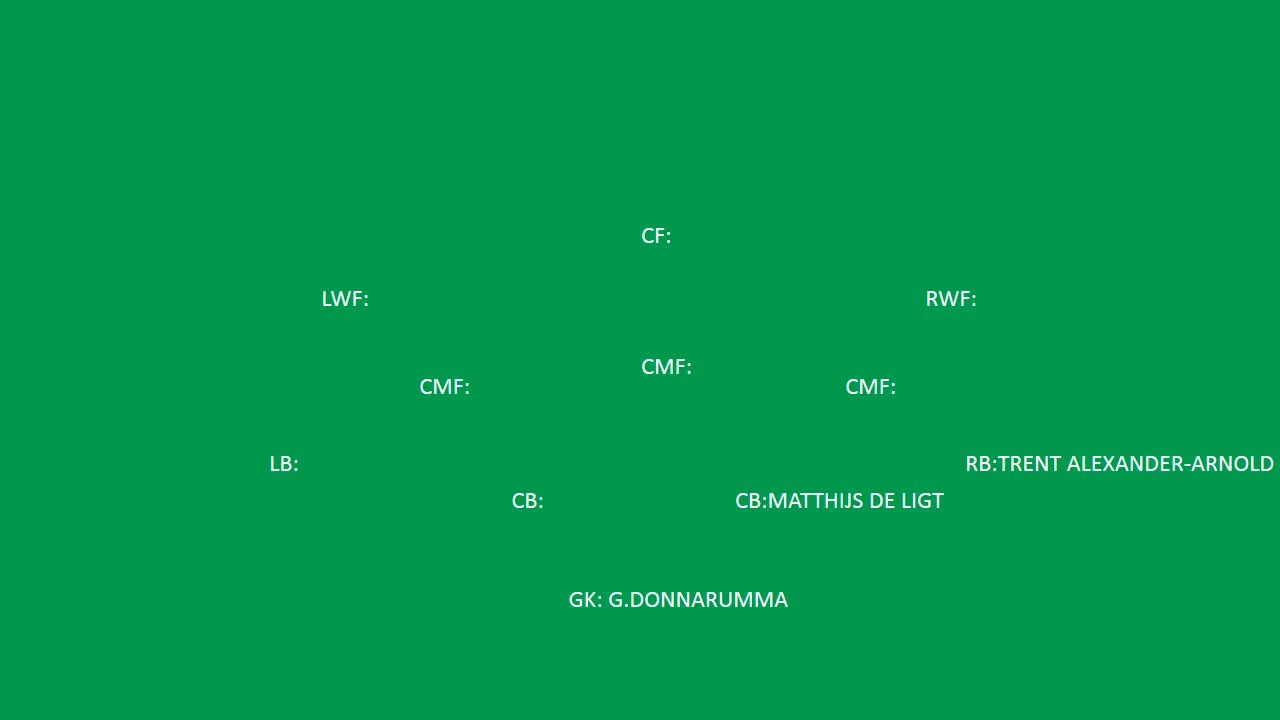 CF:
LWF:
RWF:
CMF:
CMF:
CMF:
LB:
RB:TRENT ALEXANDER-ARNOLD
CB:
CB:MATTHIJS DE LIGT
GK: G.DONNARUMMA